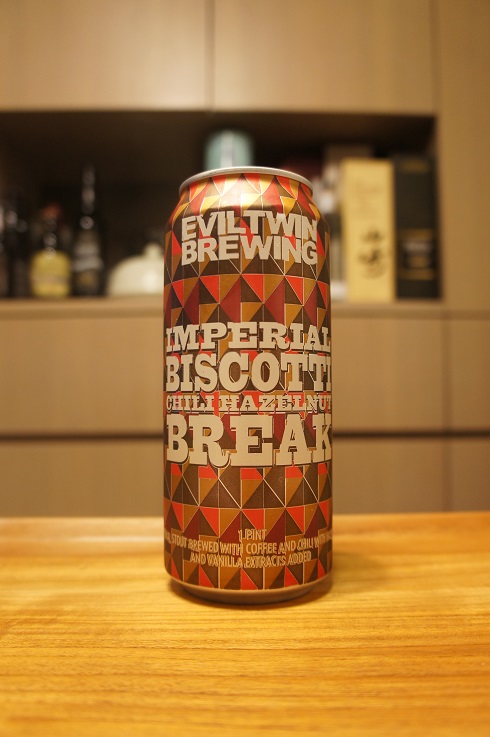 EVIL TWIN
BREWING
IMPERIAL
BISCOTTI
CHILI HAZELNUT
BREAK
1 PINT
STOUT BREWED WITH COFFEE AND CHILI WITH
AND VANILLA EXTRACTS ADDED